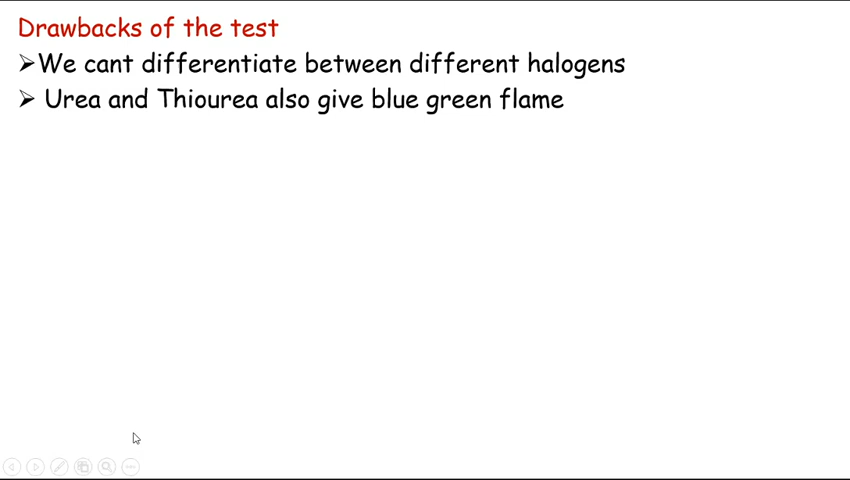 Drawbacks of the test
➢We cant differentiate between different halogens
➢ Urea and Thiourea also give blue green flame